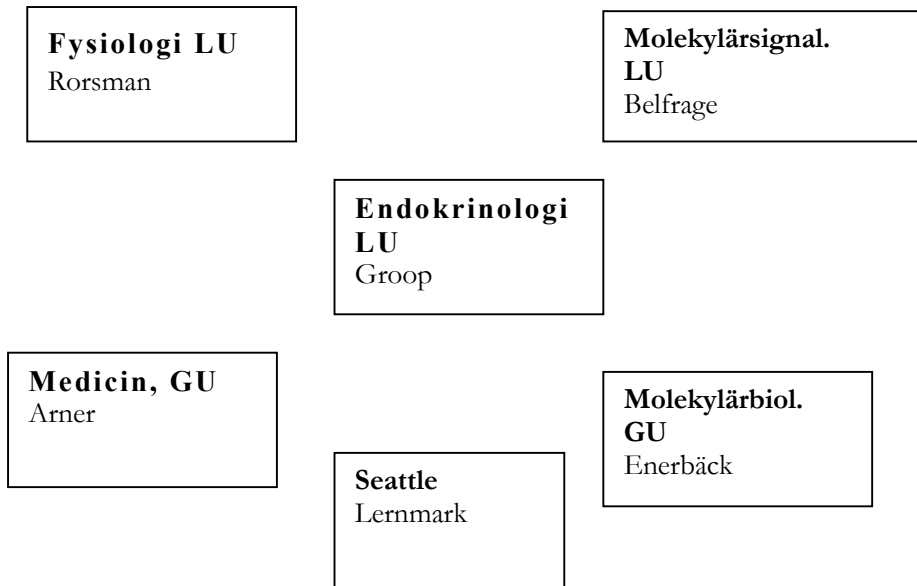 Fysiologi LU
Rorsman
Molekylärsignal.
LU
Belfrage
Endokrinologi
LU
Groop
Medicin, GU
Arner
Molekylärbiol.
GU
Enerbäck
Seattle
Lernmark